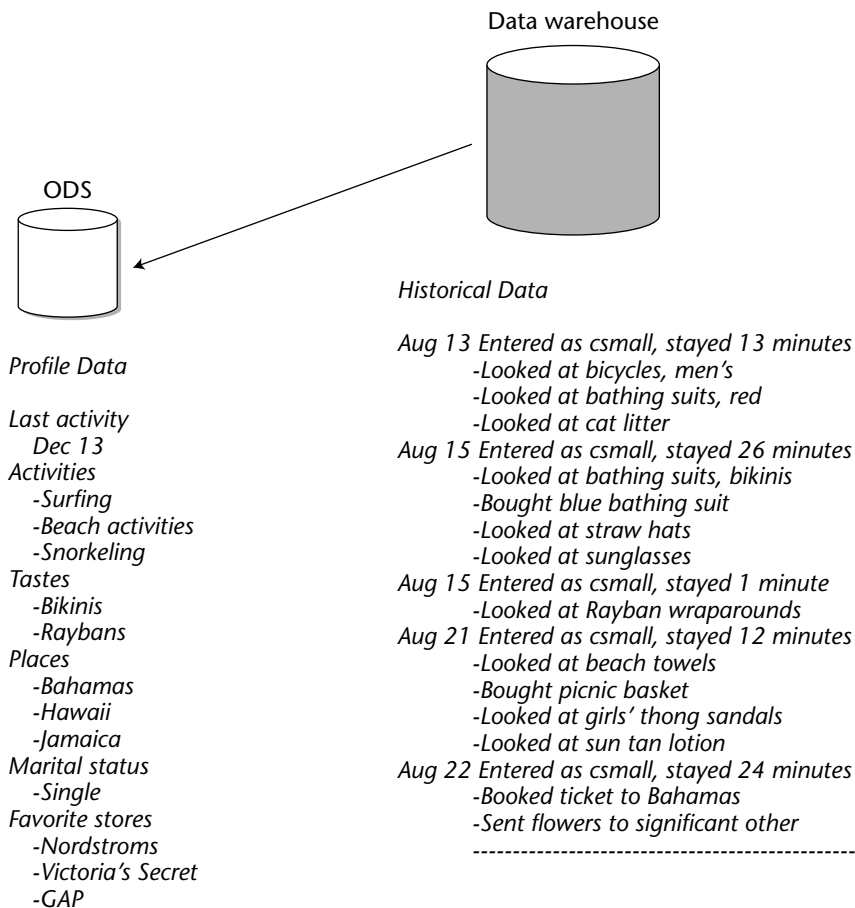 Data warehouse
ODS
Profile Data
Last activity
Dec 13
Activities
-Surfing
-Beach activities
-Snorkeling
Tastes
-Bikinis
-Raybans
Places
-Bahamas
-Hawaii
-Jamaica
Marital status
-Single
Favorite stores
-Nordstroms
-Victoria’s Secret
-GAP
Historical Data
Aug 13 Entered as csmall, stayed 13 minutes
-Looked at bicycles, men’s
-Looked at bathing suits, red
-Looked at cat litter
Aug 15 Entered as csmall, stayed 26 minutes
-Looked at bathing suits, bikinis
-Bought blue bathing suit
-Looked at straw hats
-Looked at sunglasses
Aug 15 Entered as csmall, stayed 1 minute
-Looked at Rayban wraparounds
Aug 21 Entered as csmall, stayed 12 minutes
-Looked at beach towels
-Bought picnic basket
-Looked at girls’ thong sandals
-Looked at sun tan lotion
Aug 22 Entered as csmall, stayed 24 minutes
-Booked ticket to Bahamas
-Sent flowers to significant other
-----------------------------------------------